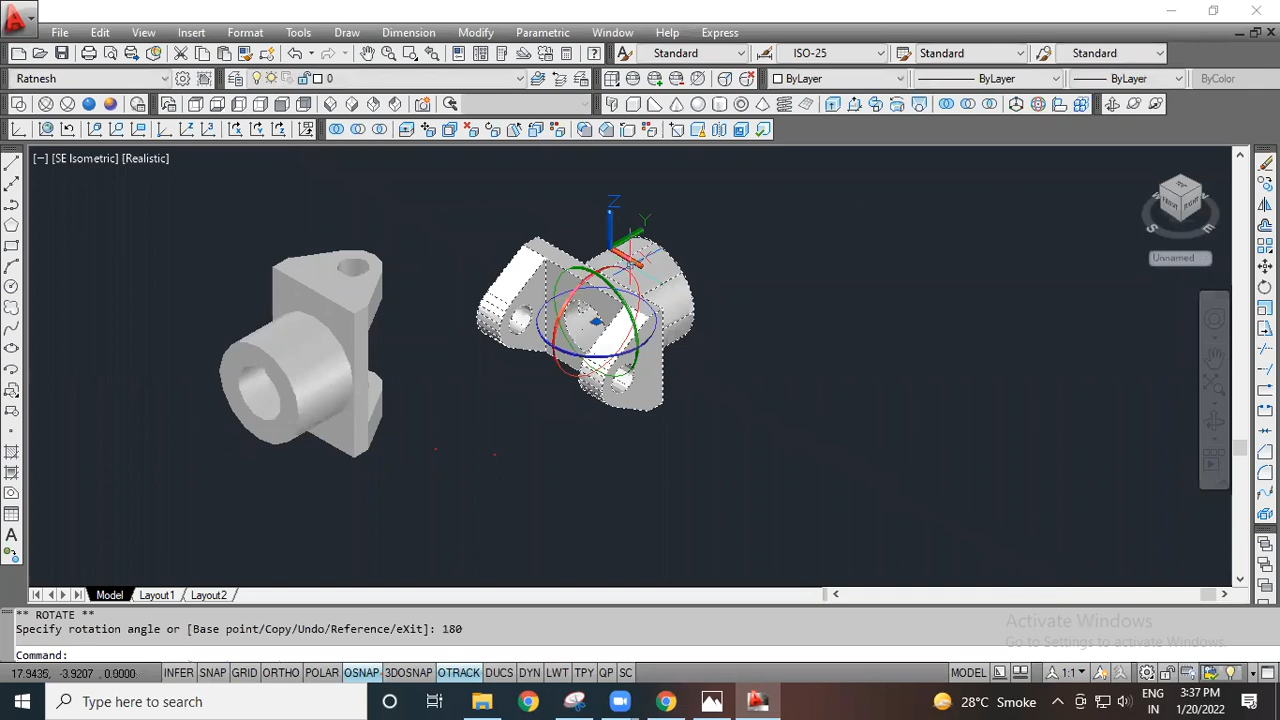 File Edit View Insert Format Tools Draw Dimension Modify Parametric Window Help Express
Standard ISO-25 Standard Standard
Ratnesh 0 ByLayer ByLayer ByLayer ByColor
[−] [SE Isometric] [Realistic]
Z
Y
FRONT RIGHT
S E
Unnamed
Model Layout1 Layout2
** ROTATE **
Specify rotation angle or [Base point/Copy/Undo/Reference/eXit]: 180
Command:
Activate Windows
Go to Settings to activate Windows.
17.9435, -3.9207, 0.0000 INFER SNAP GRID ORTHO POLAR OSNAP 3DOSNAP OTRACK DUCS DYN LWT TPY QP SC MODEL 1:1
Type here to search
28°C Smoke
ENG
IN
3:37 PM
1/20/2022